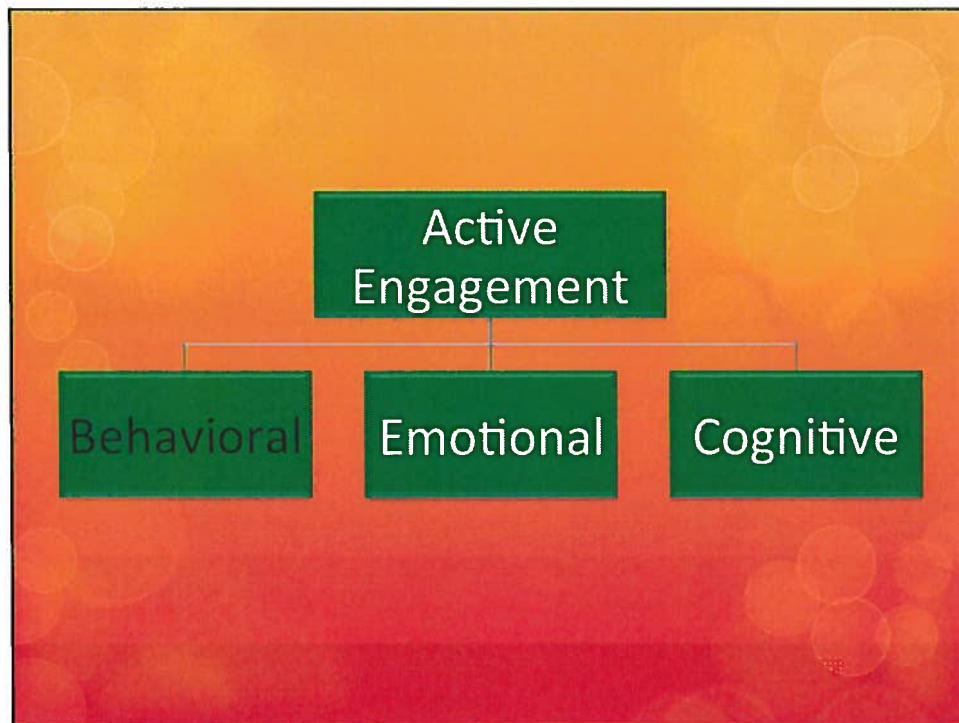 Active
Engagement
Behavioral
Emotional
Cognitive